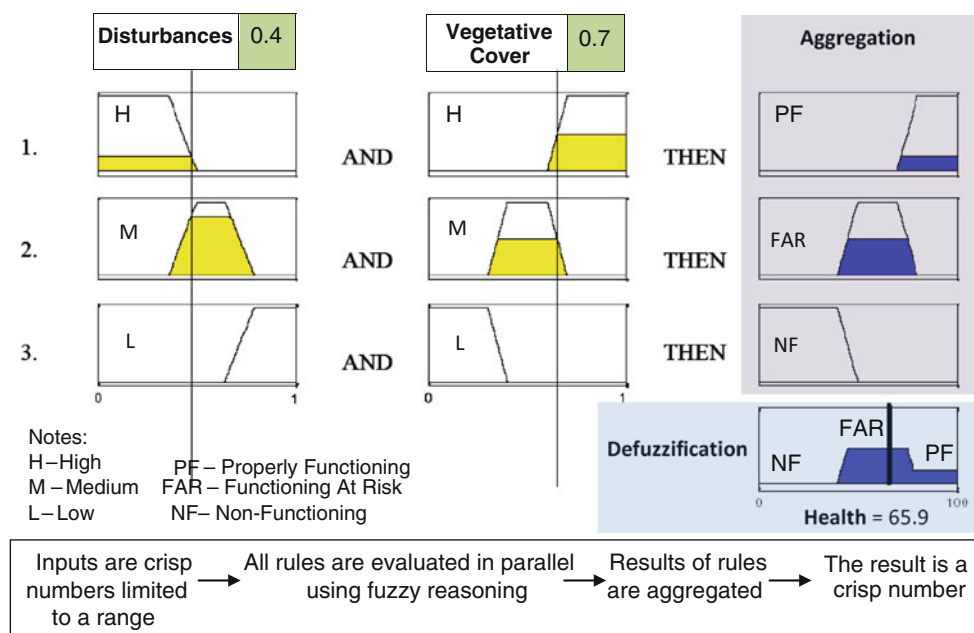 Disturbances 0.4
Vegetative
Cover
0.7
Aggregation
1.
H
AND
H
THEN
PF
2.
M
AND
M
THEN
FAR
3.
L
AND
L
THEN
NF
0 1 0 1
Defuzzification
NF FAR PF
0 100
Health = 65.9
Notes:
H–High
M – Medium
L– Low
PF – Properly Functioning
FAR – Functioning At Risk
NF– Non-Functioning
Inputs are crisp
numbers limited
to a range
All rules are evaluated in parallel
using fuzzy reasoning
Results of rules
are aggregated
The result is a
crisp number